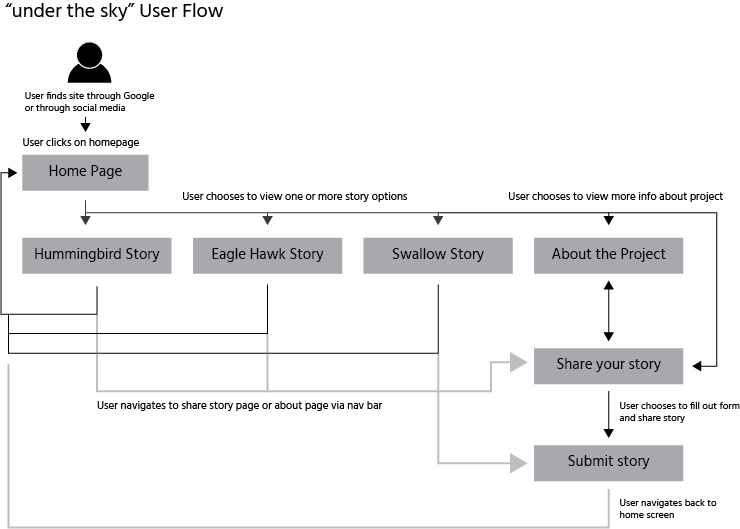 “under the sky” User Flow
User finds site through Google
or through social media
User clicks on homepage
Home Page
User chooses to view one or more story options
User chooses to view more info about project
Hummingbird Story
Eagle Hawk Story
Swallow Story
About the Project
Share your story
User navigates to share story page or about page via nav bar
User chooses to fill out form
and share story
Submit story
User navigates back to
home screen